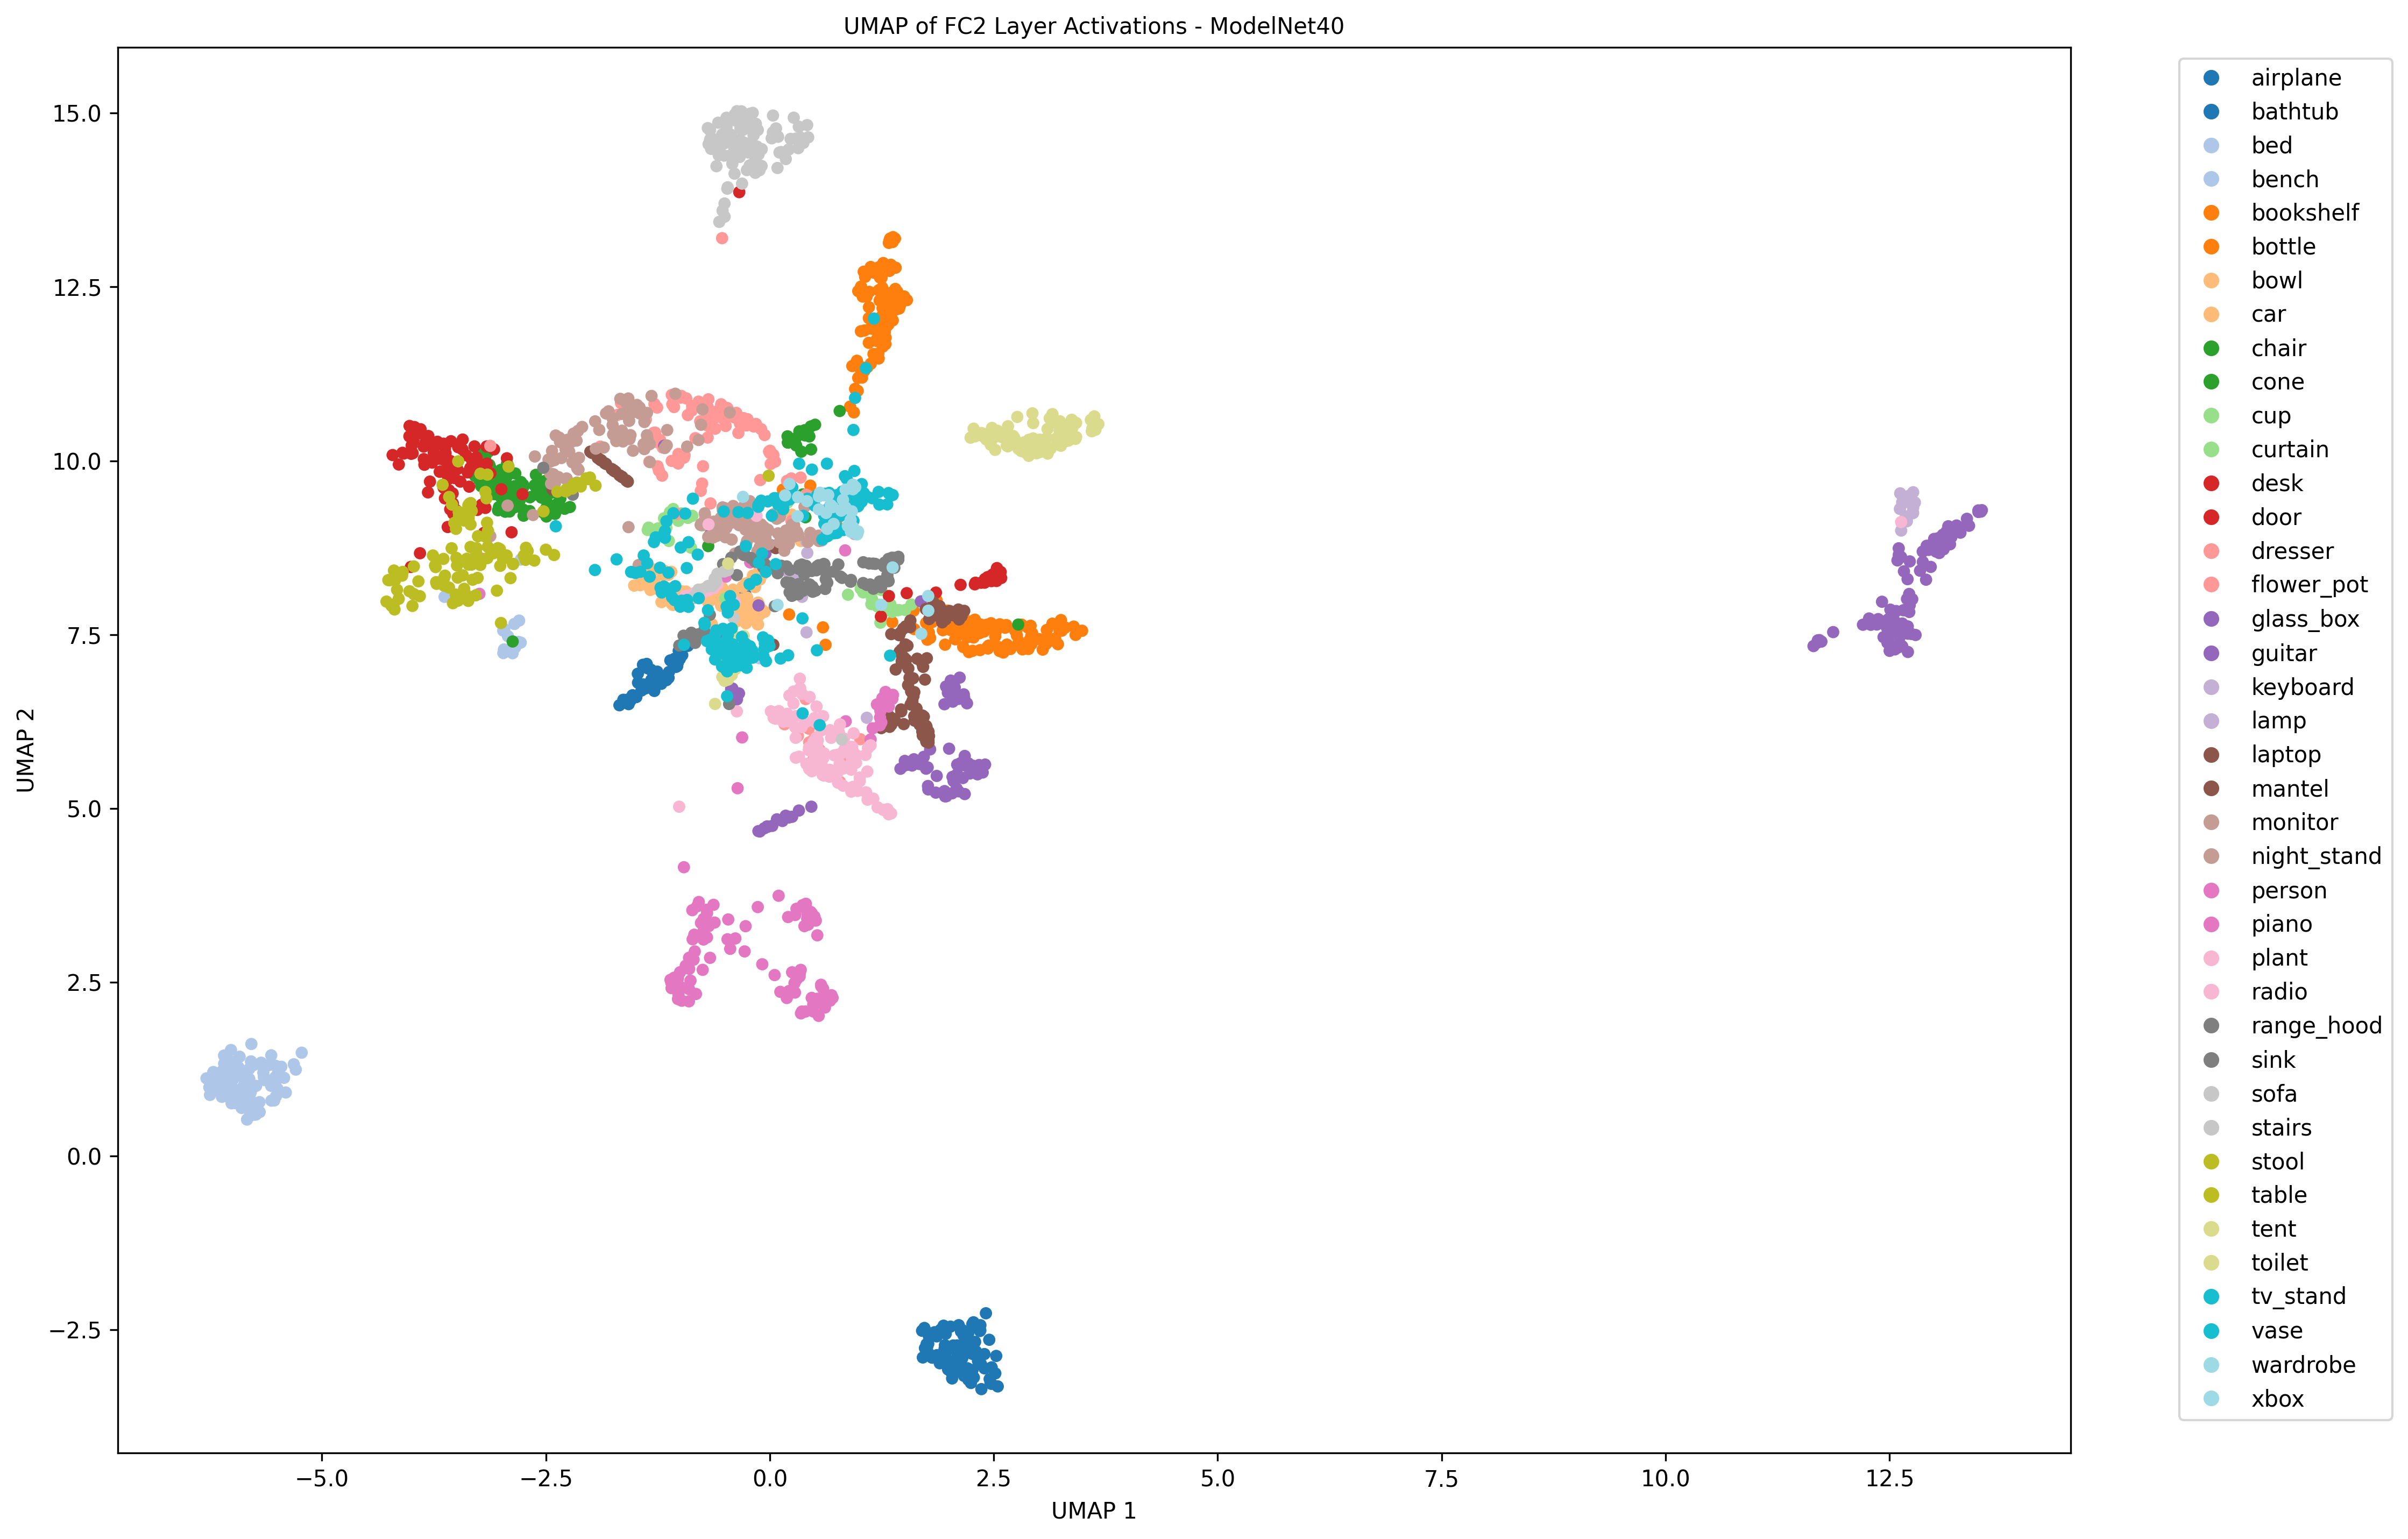 UMAP of FC2 Layer Activations - ModelNet40
15.0
12.5
10.0
7.5
5.0
2.5
0.0
−2.5
UMAP 2
−5.0
−2.5
0.0
2.5
5.0
7.5
10.0
12.5
UMAP 1
airplane
bathtub
bed
bench
bookshelf
bottle
bowl
car
chair
cone
cup
curtain
desk
door
dresser
flower_pot
glass_box
guitar
keyboard
lamp
laptop
mantel
monitor
night_stand
person
piano
plant
radio
range_hood
sink
sofa
stairs
stool
table
tent
toilet
tv_stand
vase
wardrobe
xbox